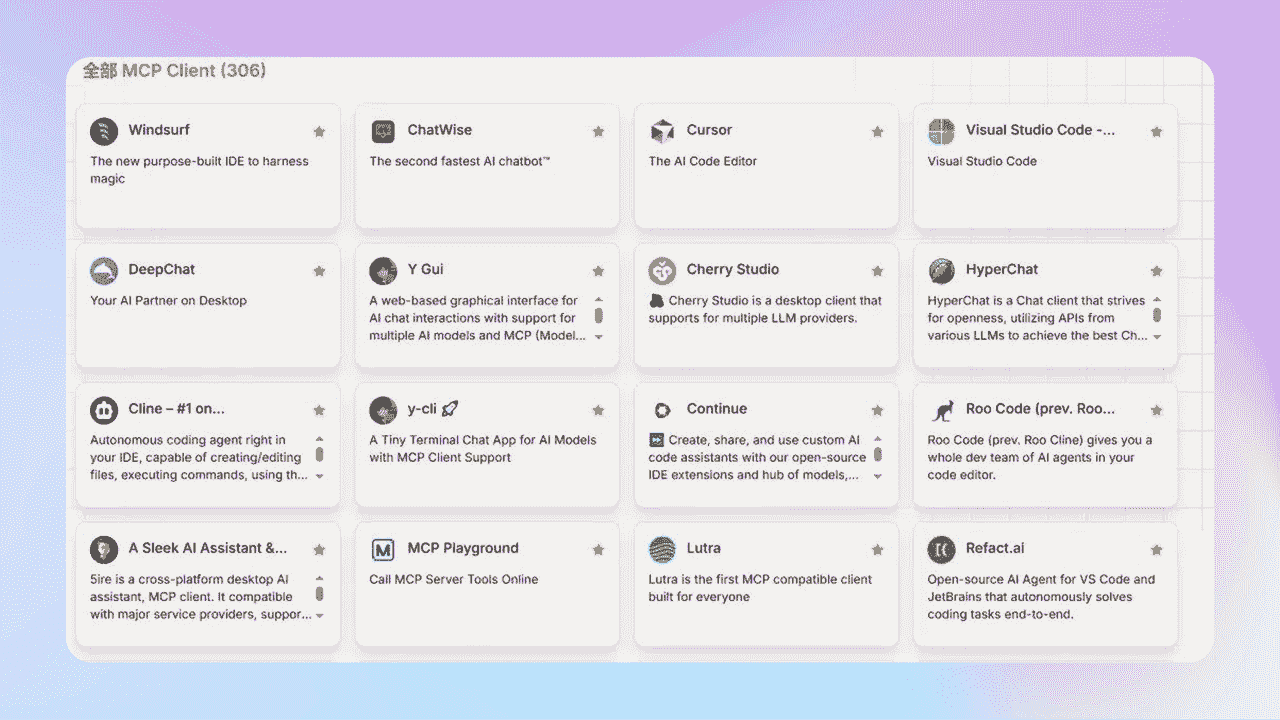 全部 MCP Client (306)
Windsurf
The new purpose-built IDE to harness
magic
ChatWise
The second fastest AI chatbot™
Cursor
The AI Code Editor
Visual Studio Code -...
Visual Studio Code
DeepChat
Your AI Partner on Desktop
Y Gui
A web-based graphical interface for
AI chat interactions with support for
multiple AI models and MCP (Model...
Cherry Studio
Cherry Studio is a desktop client that
supports for multiple LLM providers.
HyperChat
HyperChat is a Chat client that strives
for openness, utilizing APIs from
various LLMs to achieve the best Ch...
Cline – #1 on...
Autonomous coding agent right in
your IDE, capable of creating/editing
files, executing commands, using th...
y-cli 🚀
A Tiny Terminal Chat App for AI Models
with MCP Client Support
Continue
Create, share, and use custom AI
code assistants with our open-source
IDE extensions and hub of models,...
Roo Code (prev. Roo...
Roo Code (prev. Roo Cline) gives you a
whole dev team of AI agents in your
code editor.
A Sleek AI Assistant &...
5ire is a cross-platform desktop AI
assistant, MCP client. It compatible
with major service providers, suppor...
M
MCP Playground
Call MCP Server Tools Online
Lutra
Lutra is the first MCP compatible client
built for everyone
Refact.ai
Open-source AI Agent for VS Code and
JetBrains that autonomously solves
coding tasks end-to-end.